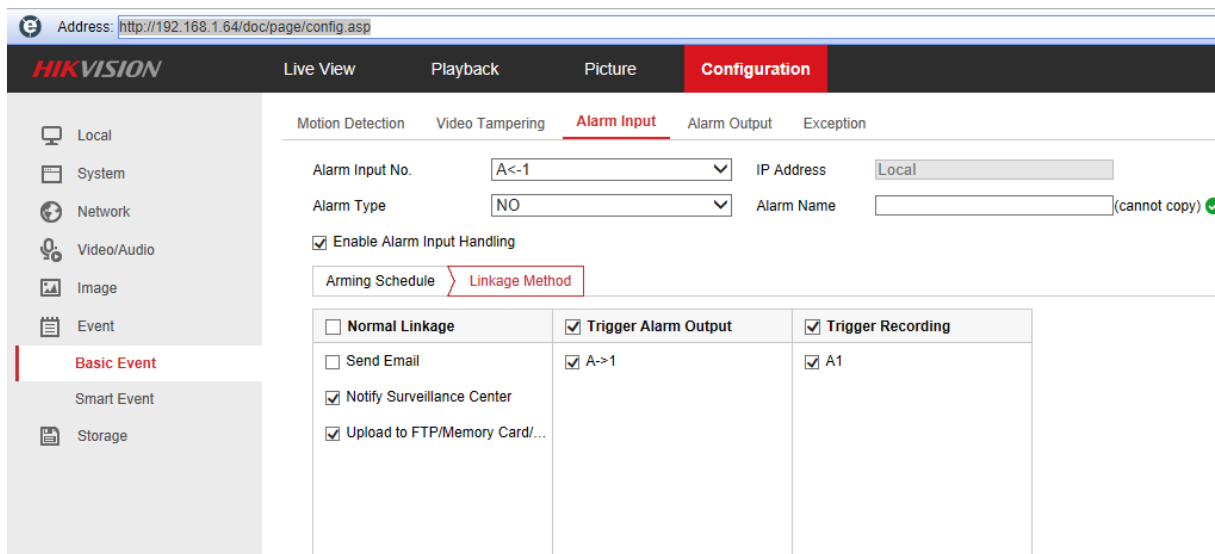 Address: http://192.168.1.64/doc/page/config.asp
HIKVISION Live View Playback Picture Configuration
Local
System
Network
Video/Audio
Image
Event
Basic Event
Smart Event
Storage
Motion Detection Video Tampering Alarm Input Alarm Output Exception
Alarm Input No. A<-1 IP Address Local
Alarm Type NO Alarm Name (cannot copy)
Enable Alarm Input Handling
Arming Schedule Linkage Method
Normal Linkage Trigger Alarm Output Trigger Recording
Send Email A->1 A1
Notify Surveillance Center
Upload to FTP/Memory Card/...